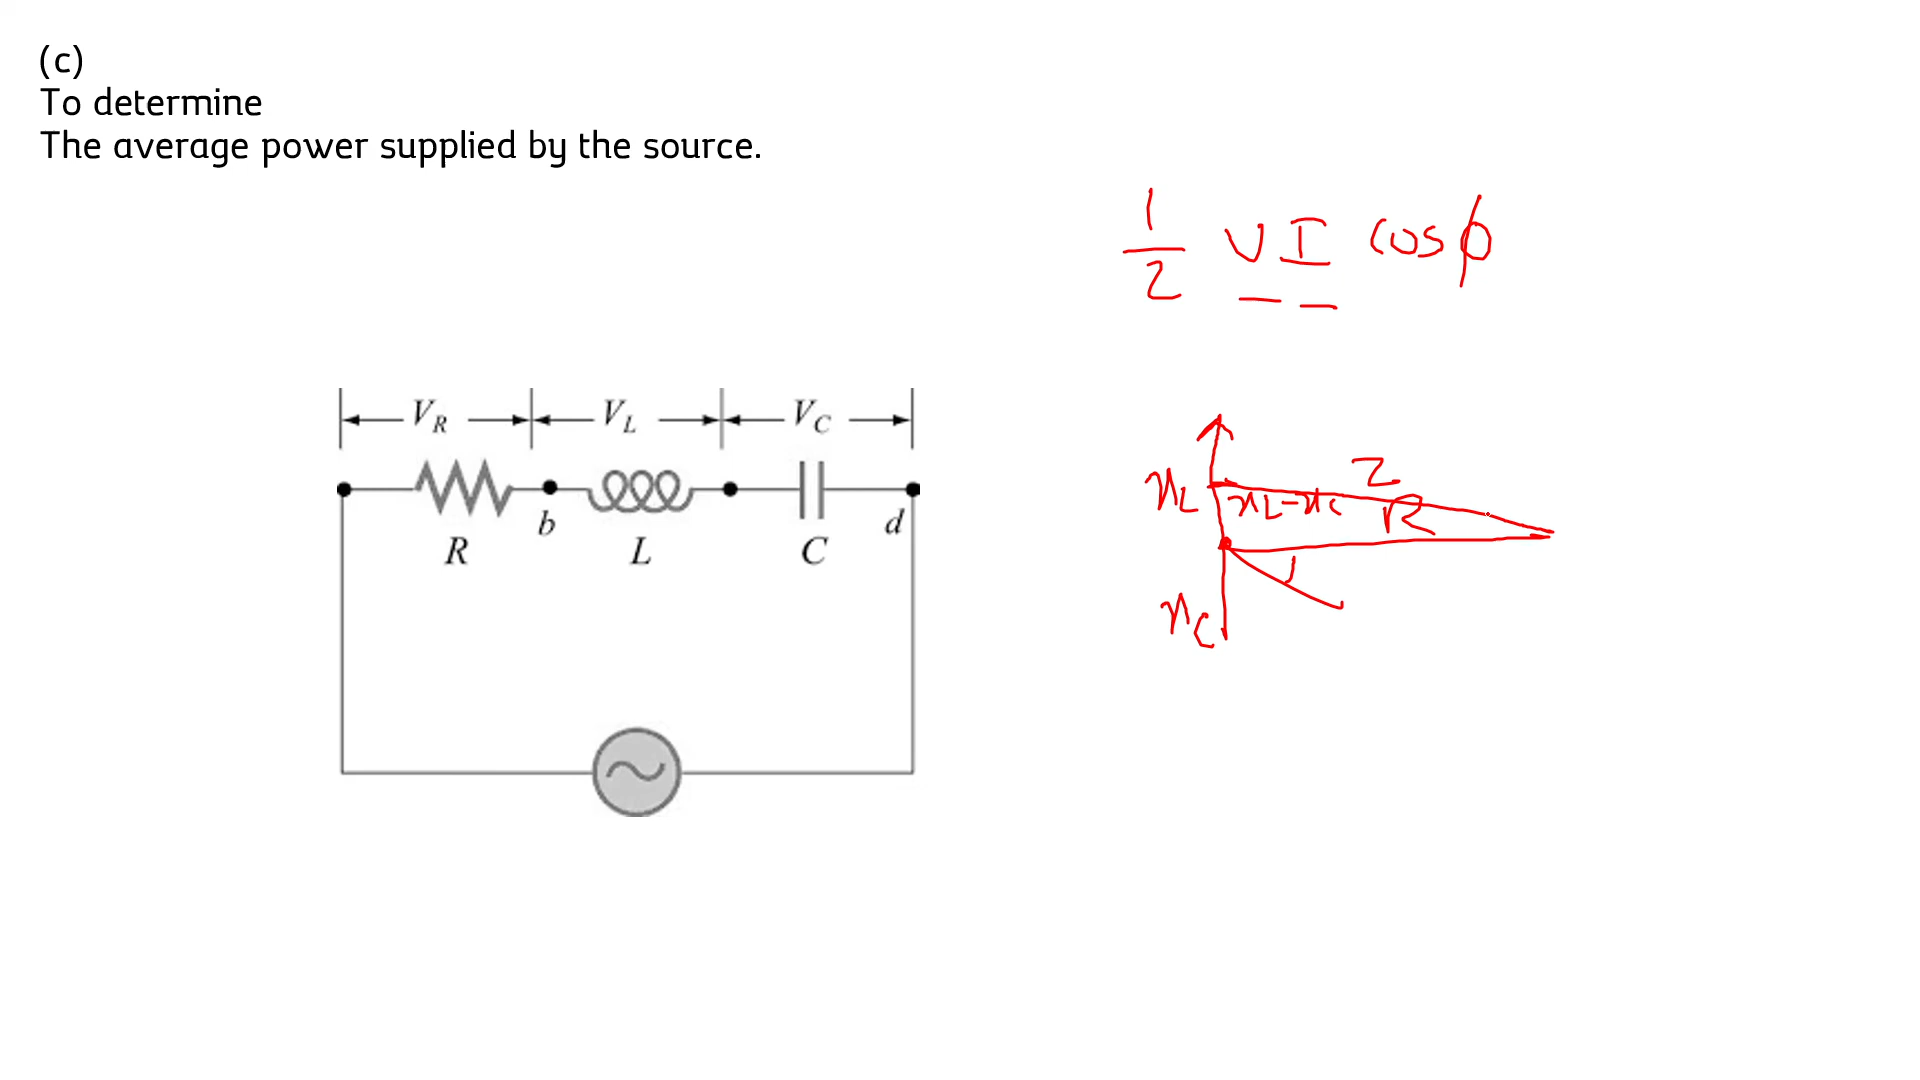 (c)
To determine
The average power supplied by the source.
1/2 VI cosϕ
V_R V_L V_C
b d
R L C
Z
x_L x_L-x_C R
x_C